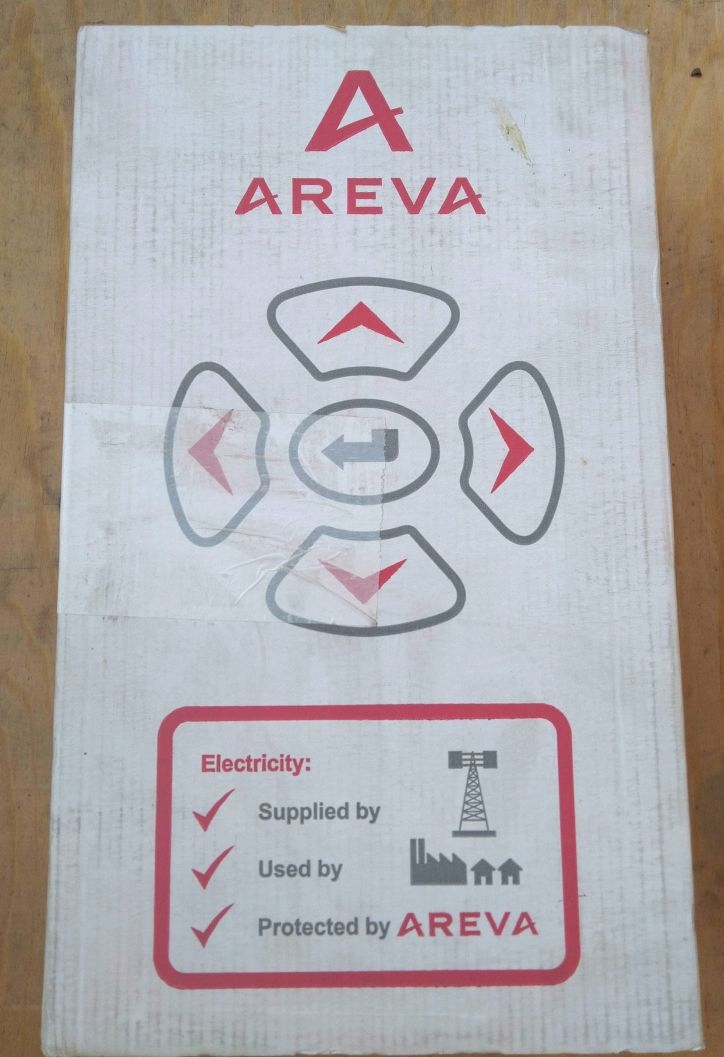 AREVA
Electricity:
Supplied by
Used by
Protected by AREVA